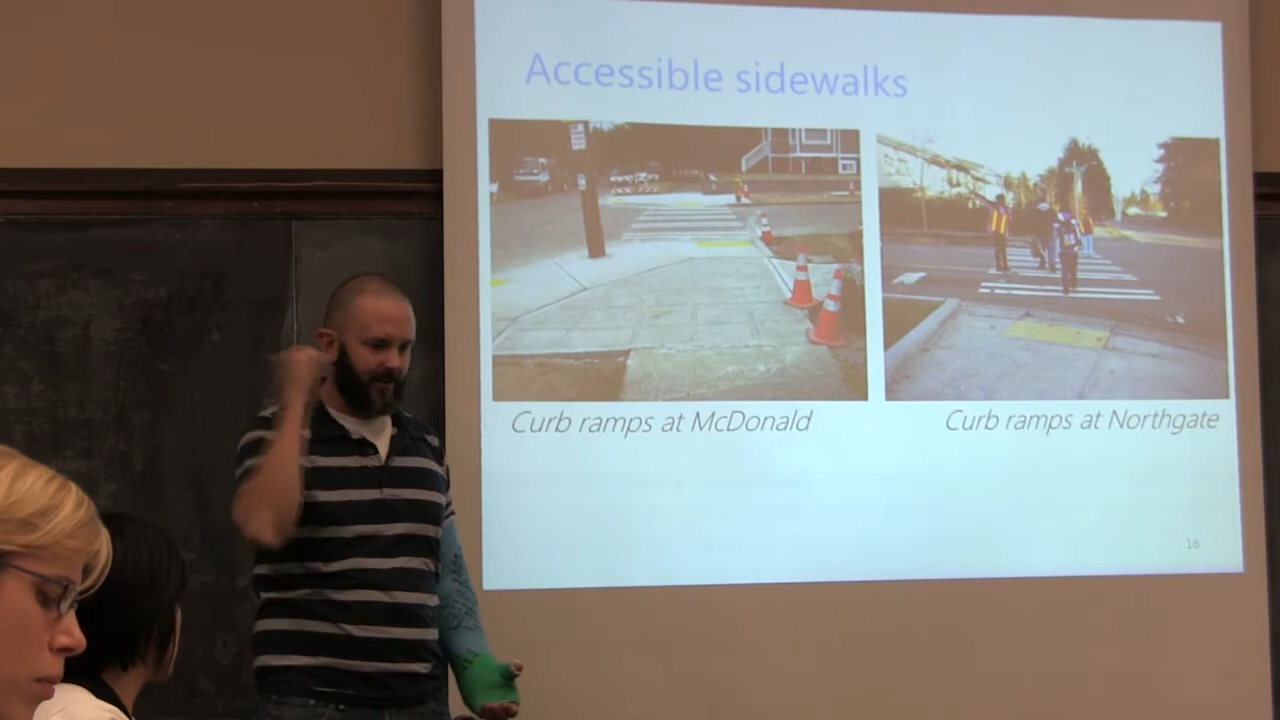 Accessible sidewalks
Curb ramps at McDonald
Curb ramps at Northgate
18